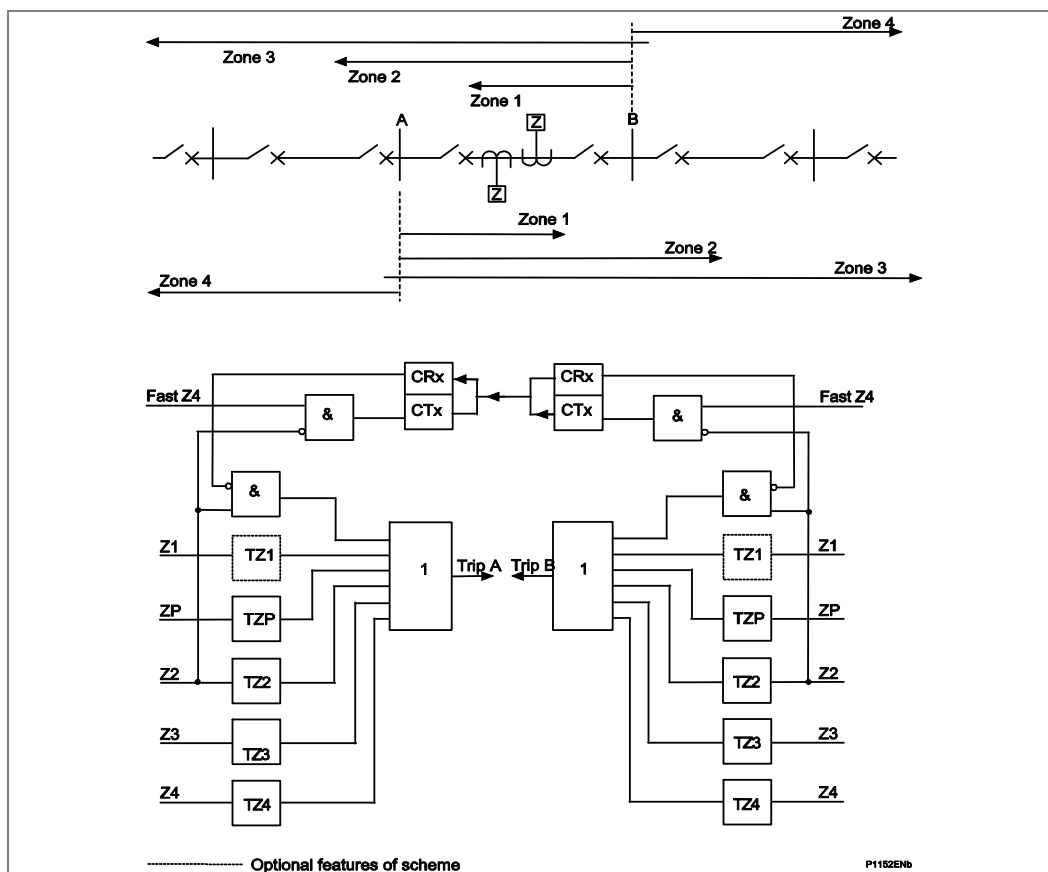 Zone 4
Zone 3
Zone 2
Zone 1
A
Z
B
Z
Zone 1
Zone 2
Zone 3
Zone 4
CRx
CRx
Fast Z4
&
CTx
CTx
&
Fast Z4
&
&
Z1
TZ1
1
Trip A
Trip B
1
TZ1
Z1
ZP
TZP
TZP
ZP
Z2
TZ2
TZ2
Z2
Z3
TZ3
TZ3
Z3
Z4
TZ4
TZ4
Z4
Optional features of scheme
P1152ENb